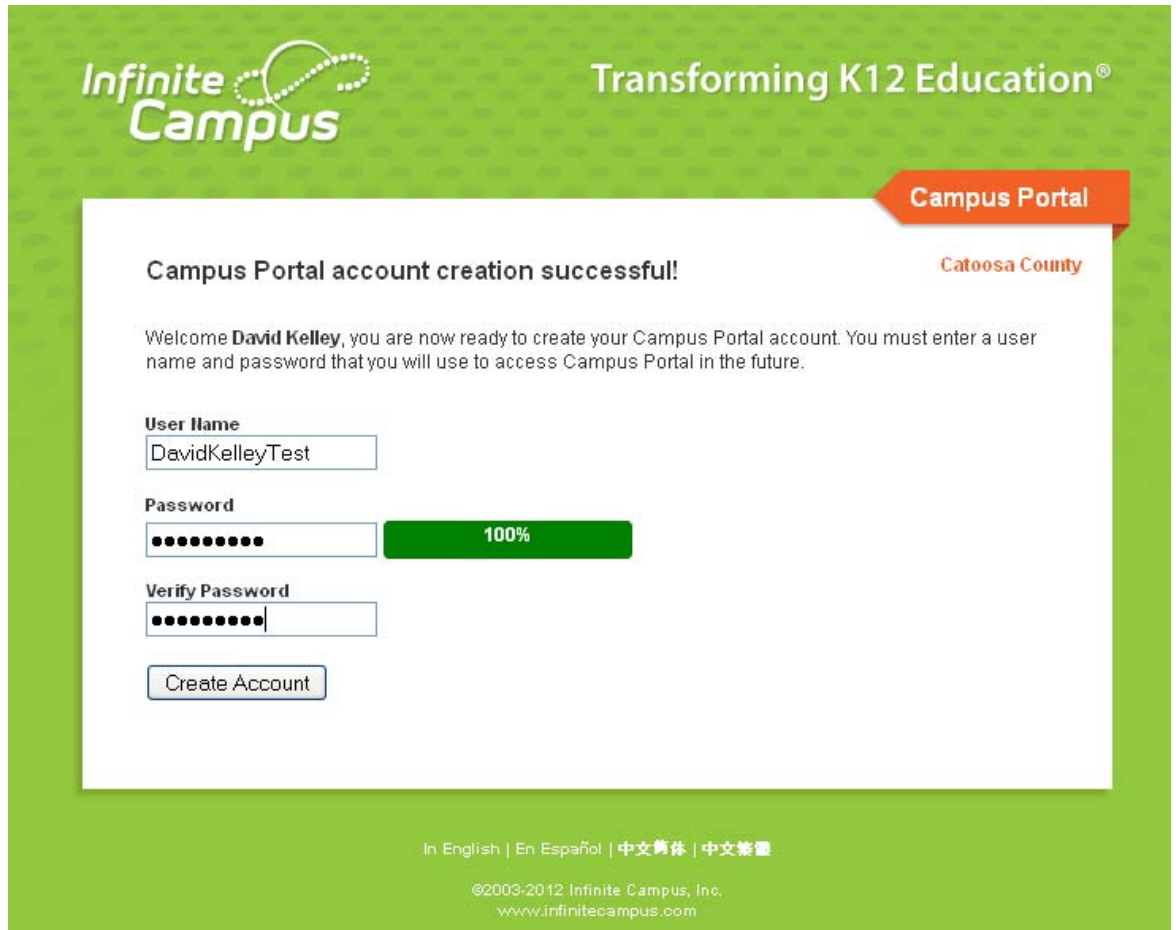 Infinite
Campus
Transforming K12 Education®
Campus Portal
Campus Portal account creation successful!
Catoosa County
Welcome David Kelley, you are now ready to create your Campus Portal account. You must enter a user
name and password that you will use to access Campus Portal in the future.
User Name
DavidKelleyTest
Password
●●●●●●●●●
100%
Verify Password
●●●●●●●●●
Create Account
In English | En Español | 中文简体 | 中文繁體
©2003-2012 Infinite Campus, Inc.
www.infinitecampus.com